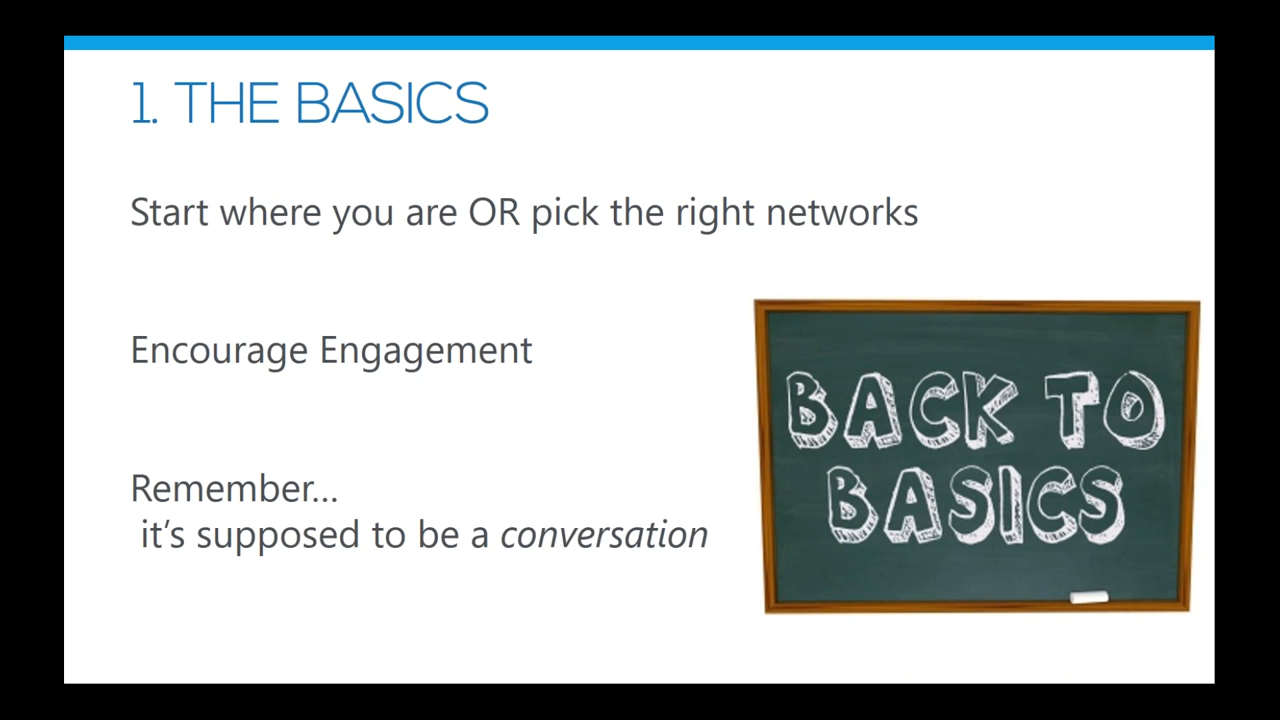 1. THE BASICS
Start where you are OR pick the right networks
Encourage Engagement
Remember…
it's supposed to be a conversation
BACK TO
BASICS